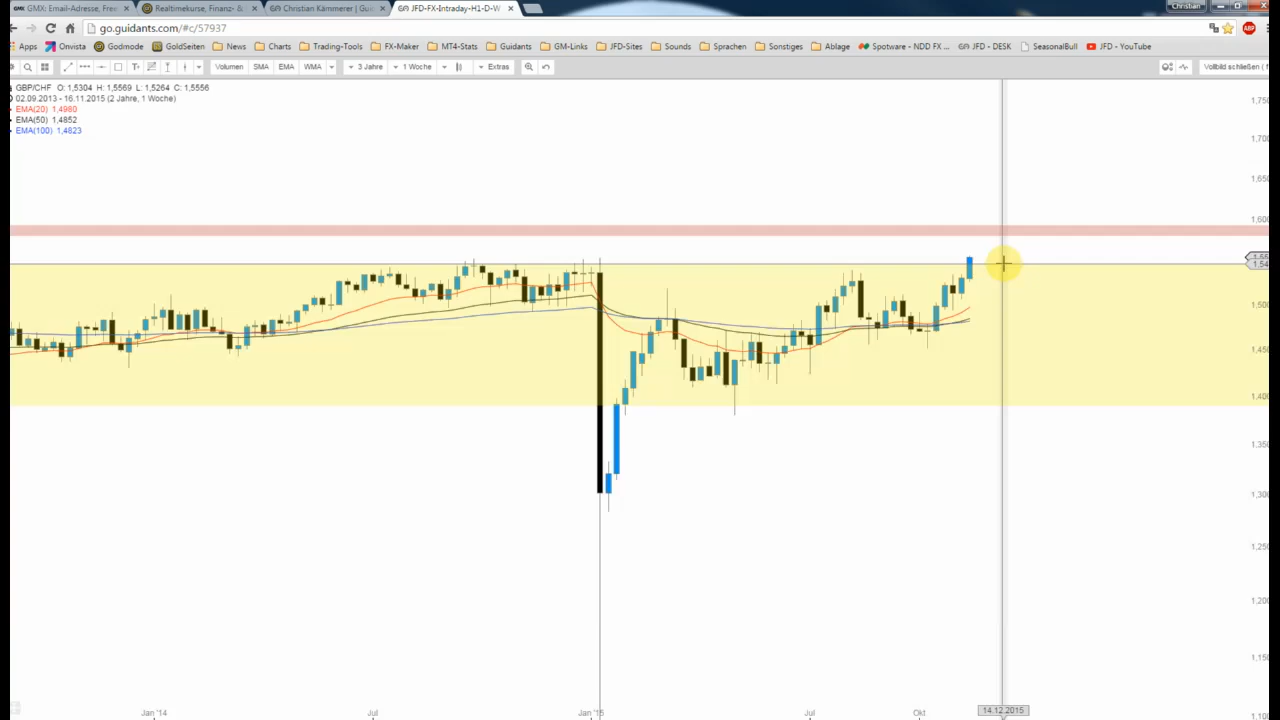 GMX: Email-Adresse, Free
Realtimekurse, Finanz- &
Christian Kämmerer | Gui
JFD-FX-Intraday-H1-D-W
Christian
go.guidants.com/#c/57937
ABP
Apps Onvista Godmode GoldSeiten News Charts Trading-Tools FX-Maker MT4-Stats Guidants GM-Links JFD-Sites Sounds Sprachen Sonstiges Ablage Spotware - NDD FX ... JFD - DESK SeasonalBull JFD - YouTube
Volumen SMA EMA WMA 3 Jahre 1 Woche Extras Vollbild schließen (
GBP/CHF O: 1,5304 H: 1,5569 L: 1,5264 C: 1,5556
02.09.2013 - 16.11.2015 (2 Jahre, 1 Woche)
EMA(20) 1,4980
EMA(50) 1,4852
EMA(100) 1,4823
1,750
1,700
1,650
1,600
1,500
1,450
1,400
1,350
1,300
1,250
1,200
1,150
1,100
Jan '14 Jul Jan '15 Jul Okt 14.12.2015